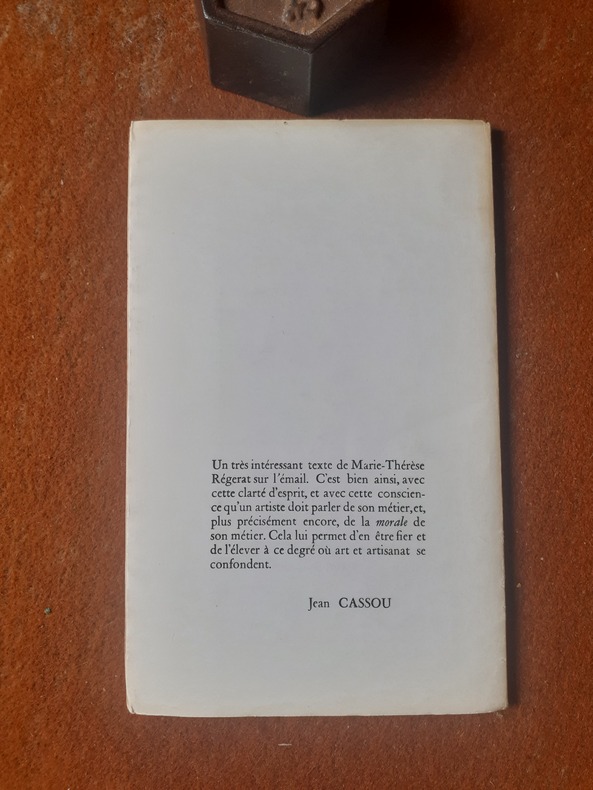 Un très intéressant texte de Marie-Thérèse
Régerat sur l'émail. C'est bien ainsi, avec
cette clarté d'esprit, et avec cette conscien-
ce qu'un artiste doit parler de son métier, et,
plus précisément encore, de la morale de
son métier. Cela lui permet d'en être fier et
de l'élever à ce degré où art et artisanat se
confondent.
Jean CASSOU